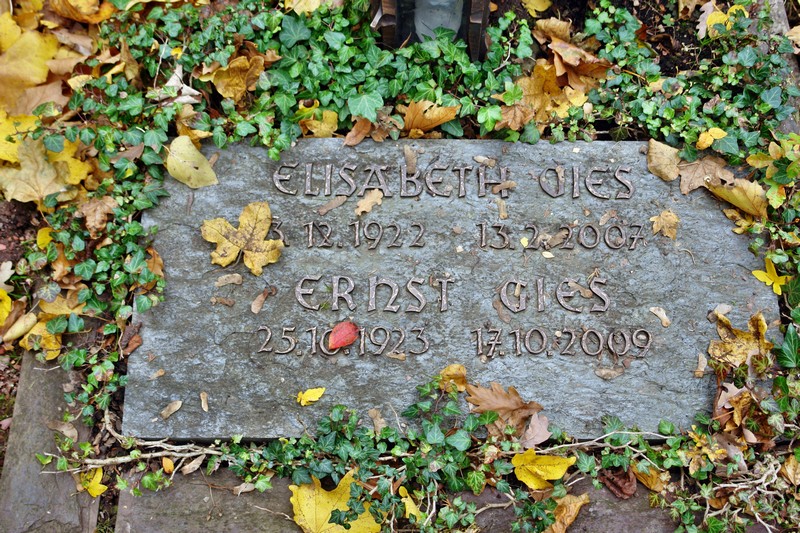 ELISABETH GIES
3.12.1922 13.2.2007
ERNST GIES
25.10.1923 17.10.2009